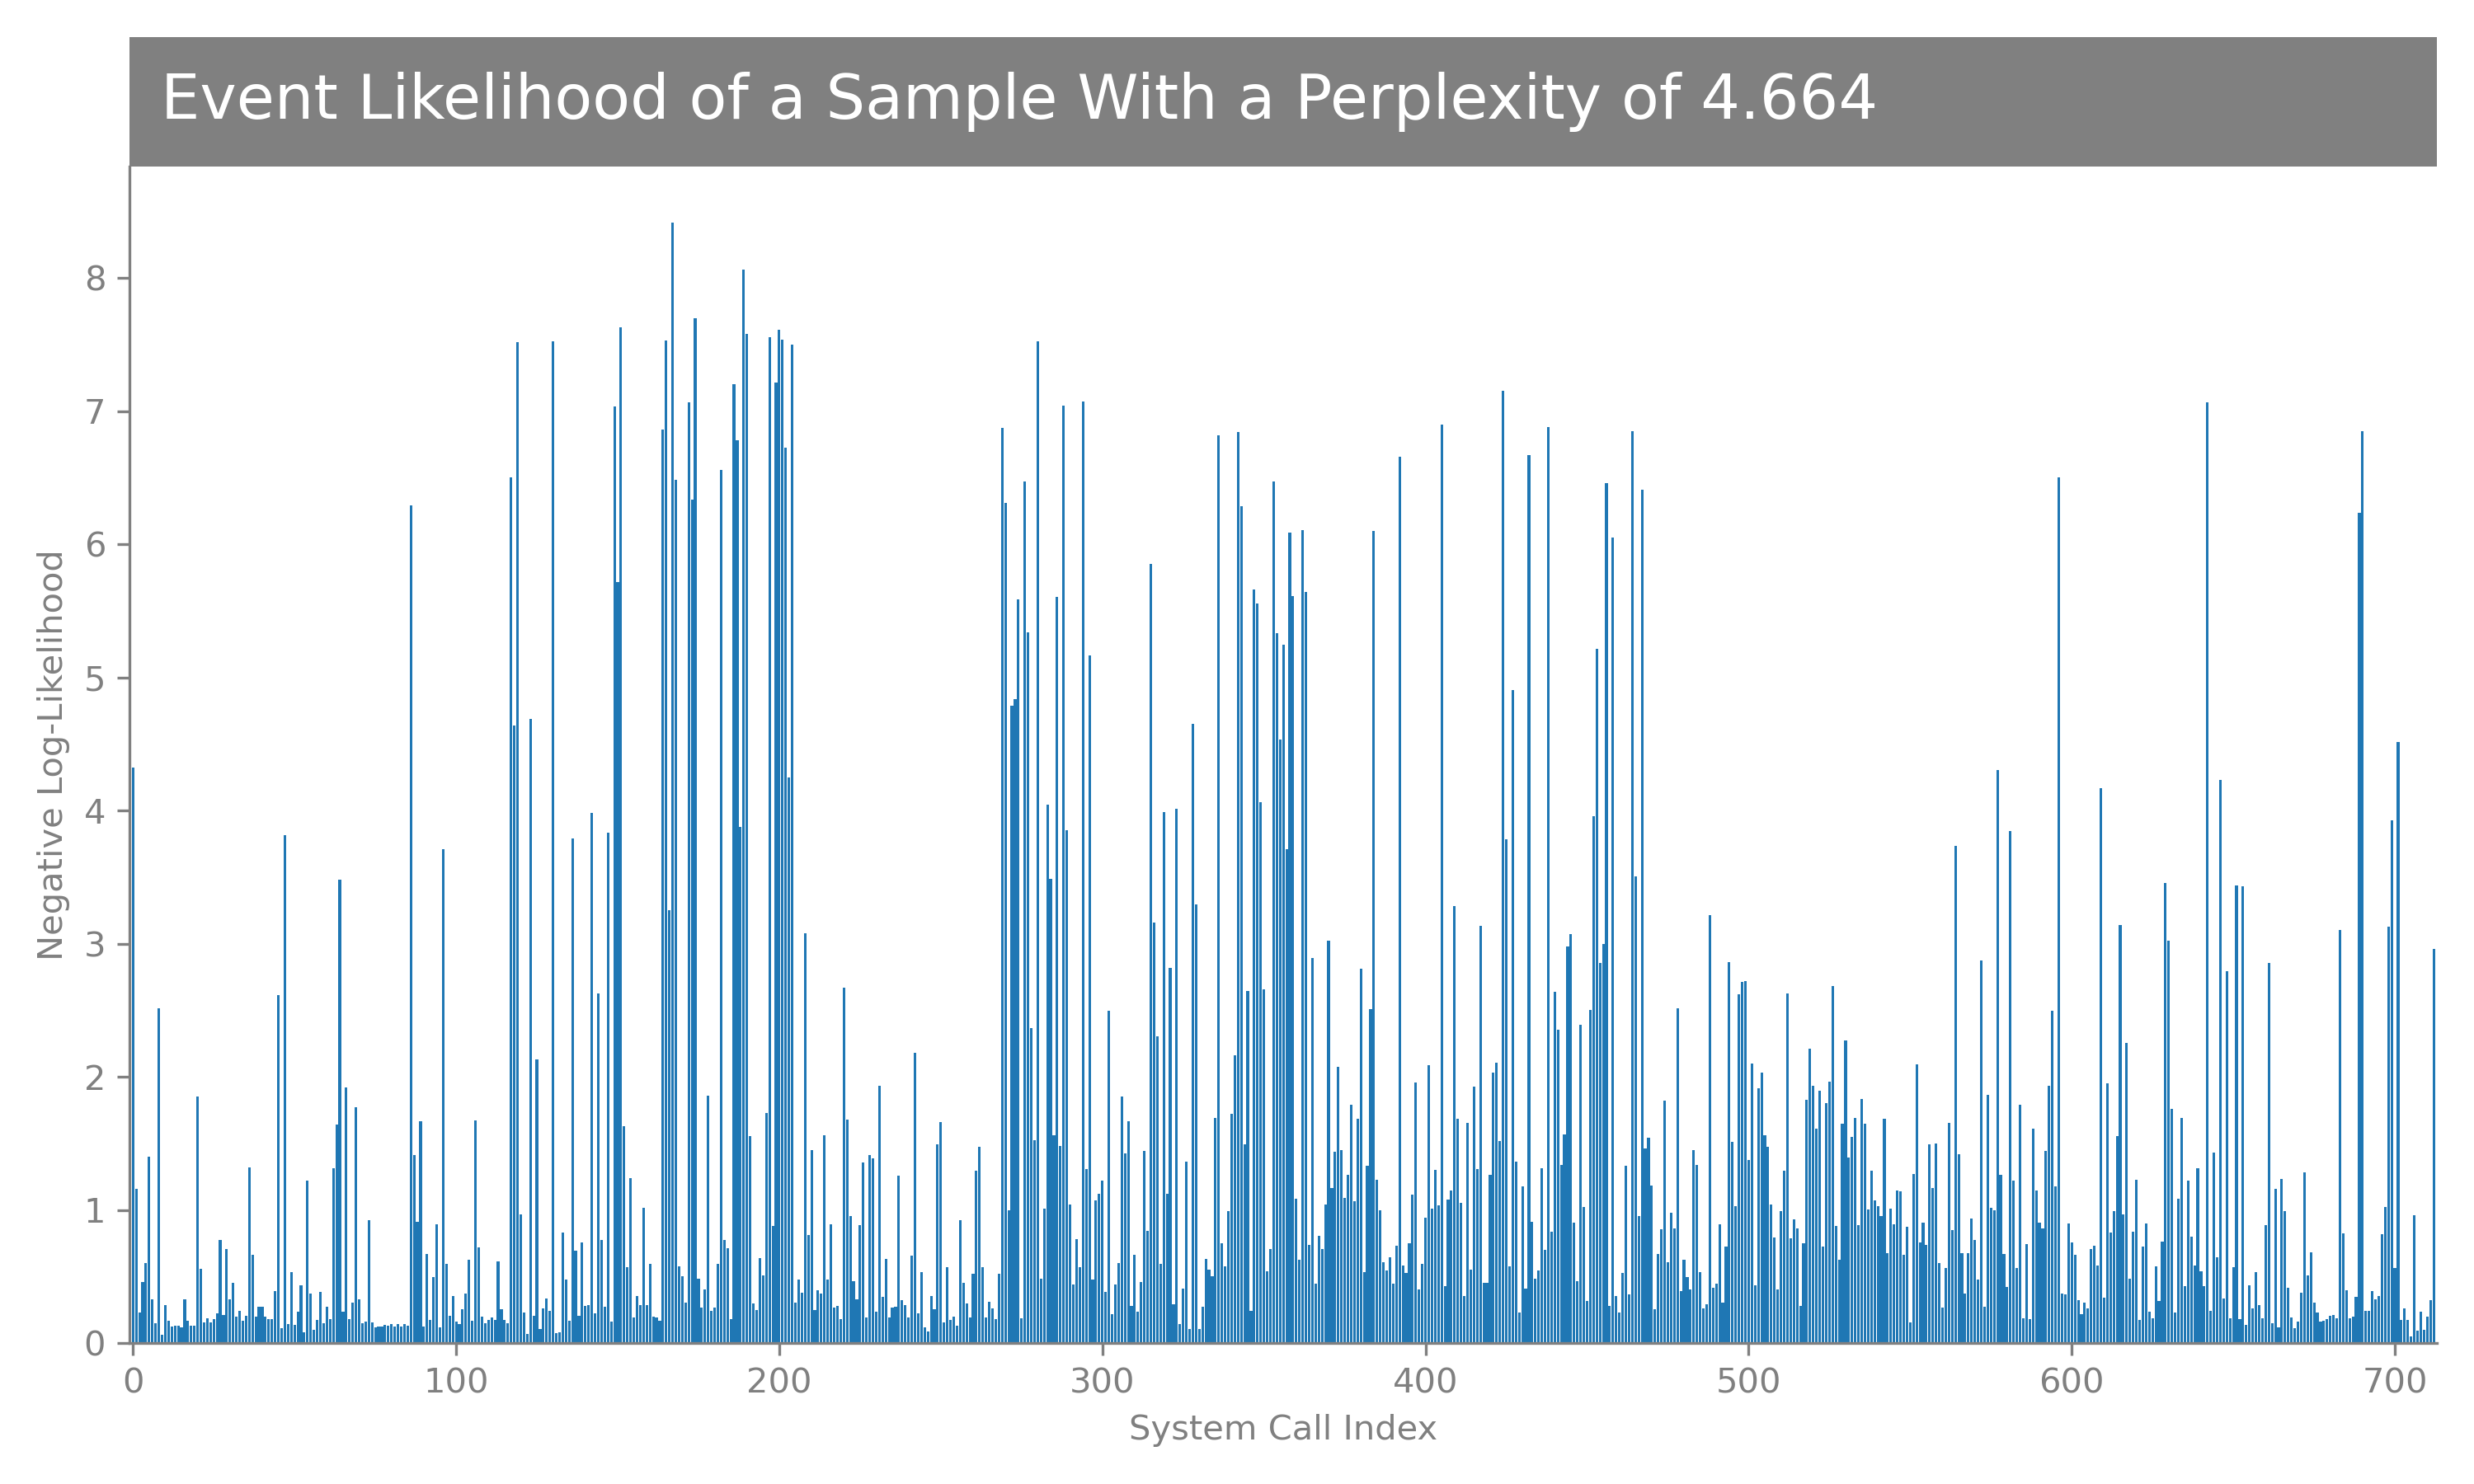 Event Likelihood of a Sample With a Perplexity of 4.664
8
7
6
5
4
3
2
1
0
Negative Log-Likelihood
0 100 200 300 400 500 600 700
System Call Index